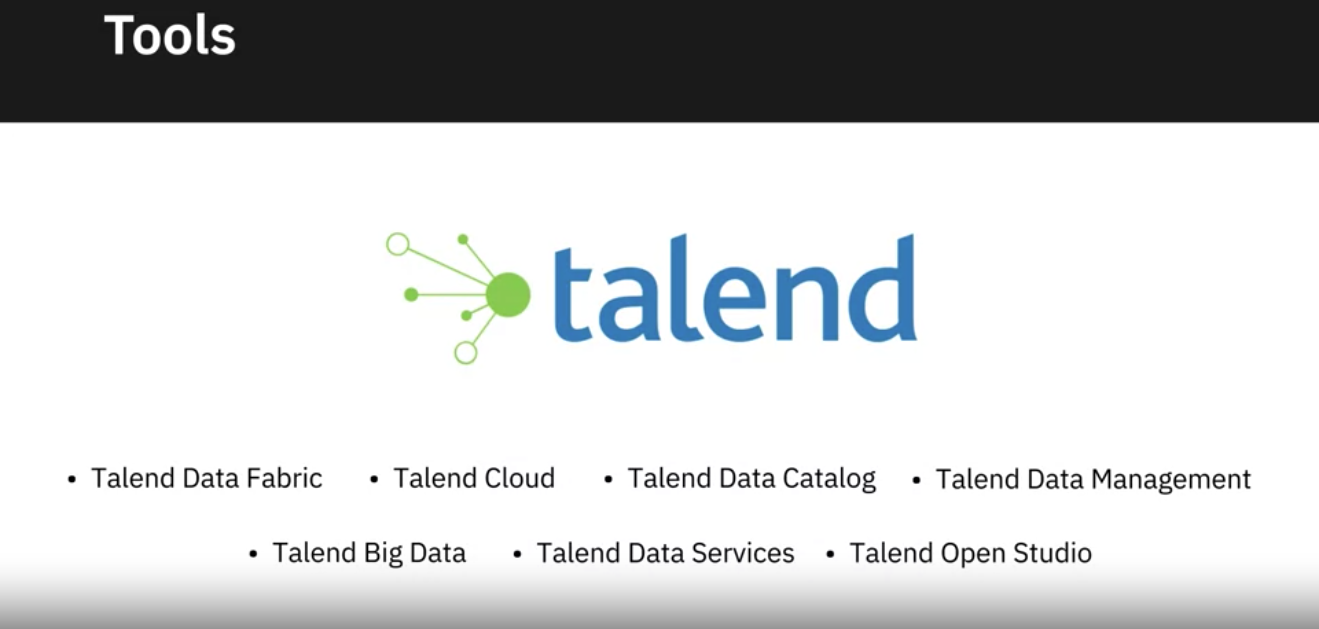 Tools
talend
• Talend Data Fabric • Talend Cloud • Talend Data Catalog • Talend Data Management
• Talend Big Data • Talend Data Services • Talend Open Studio